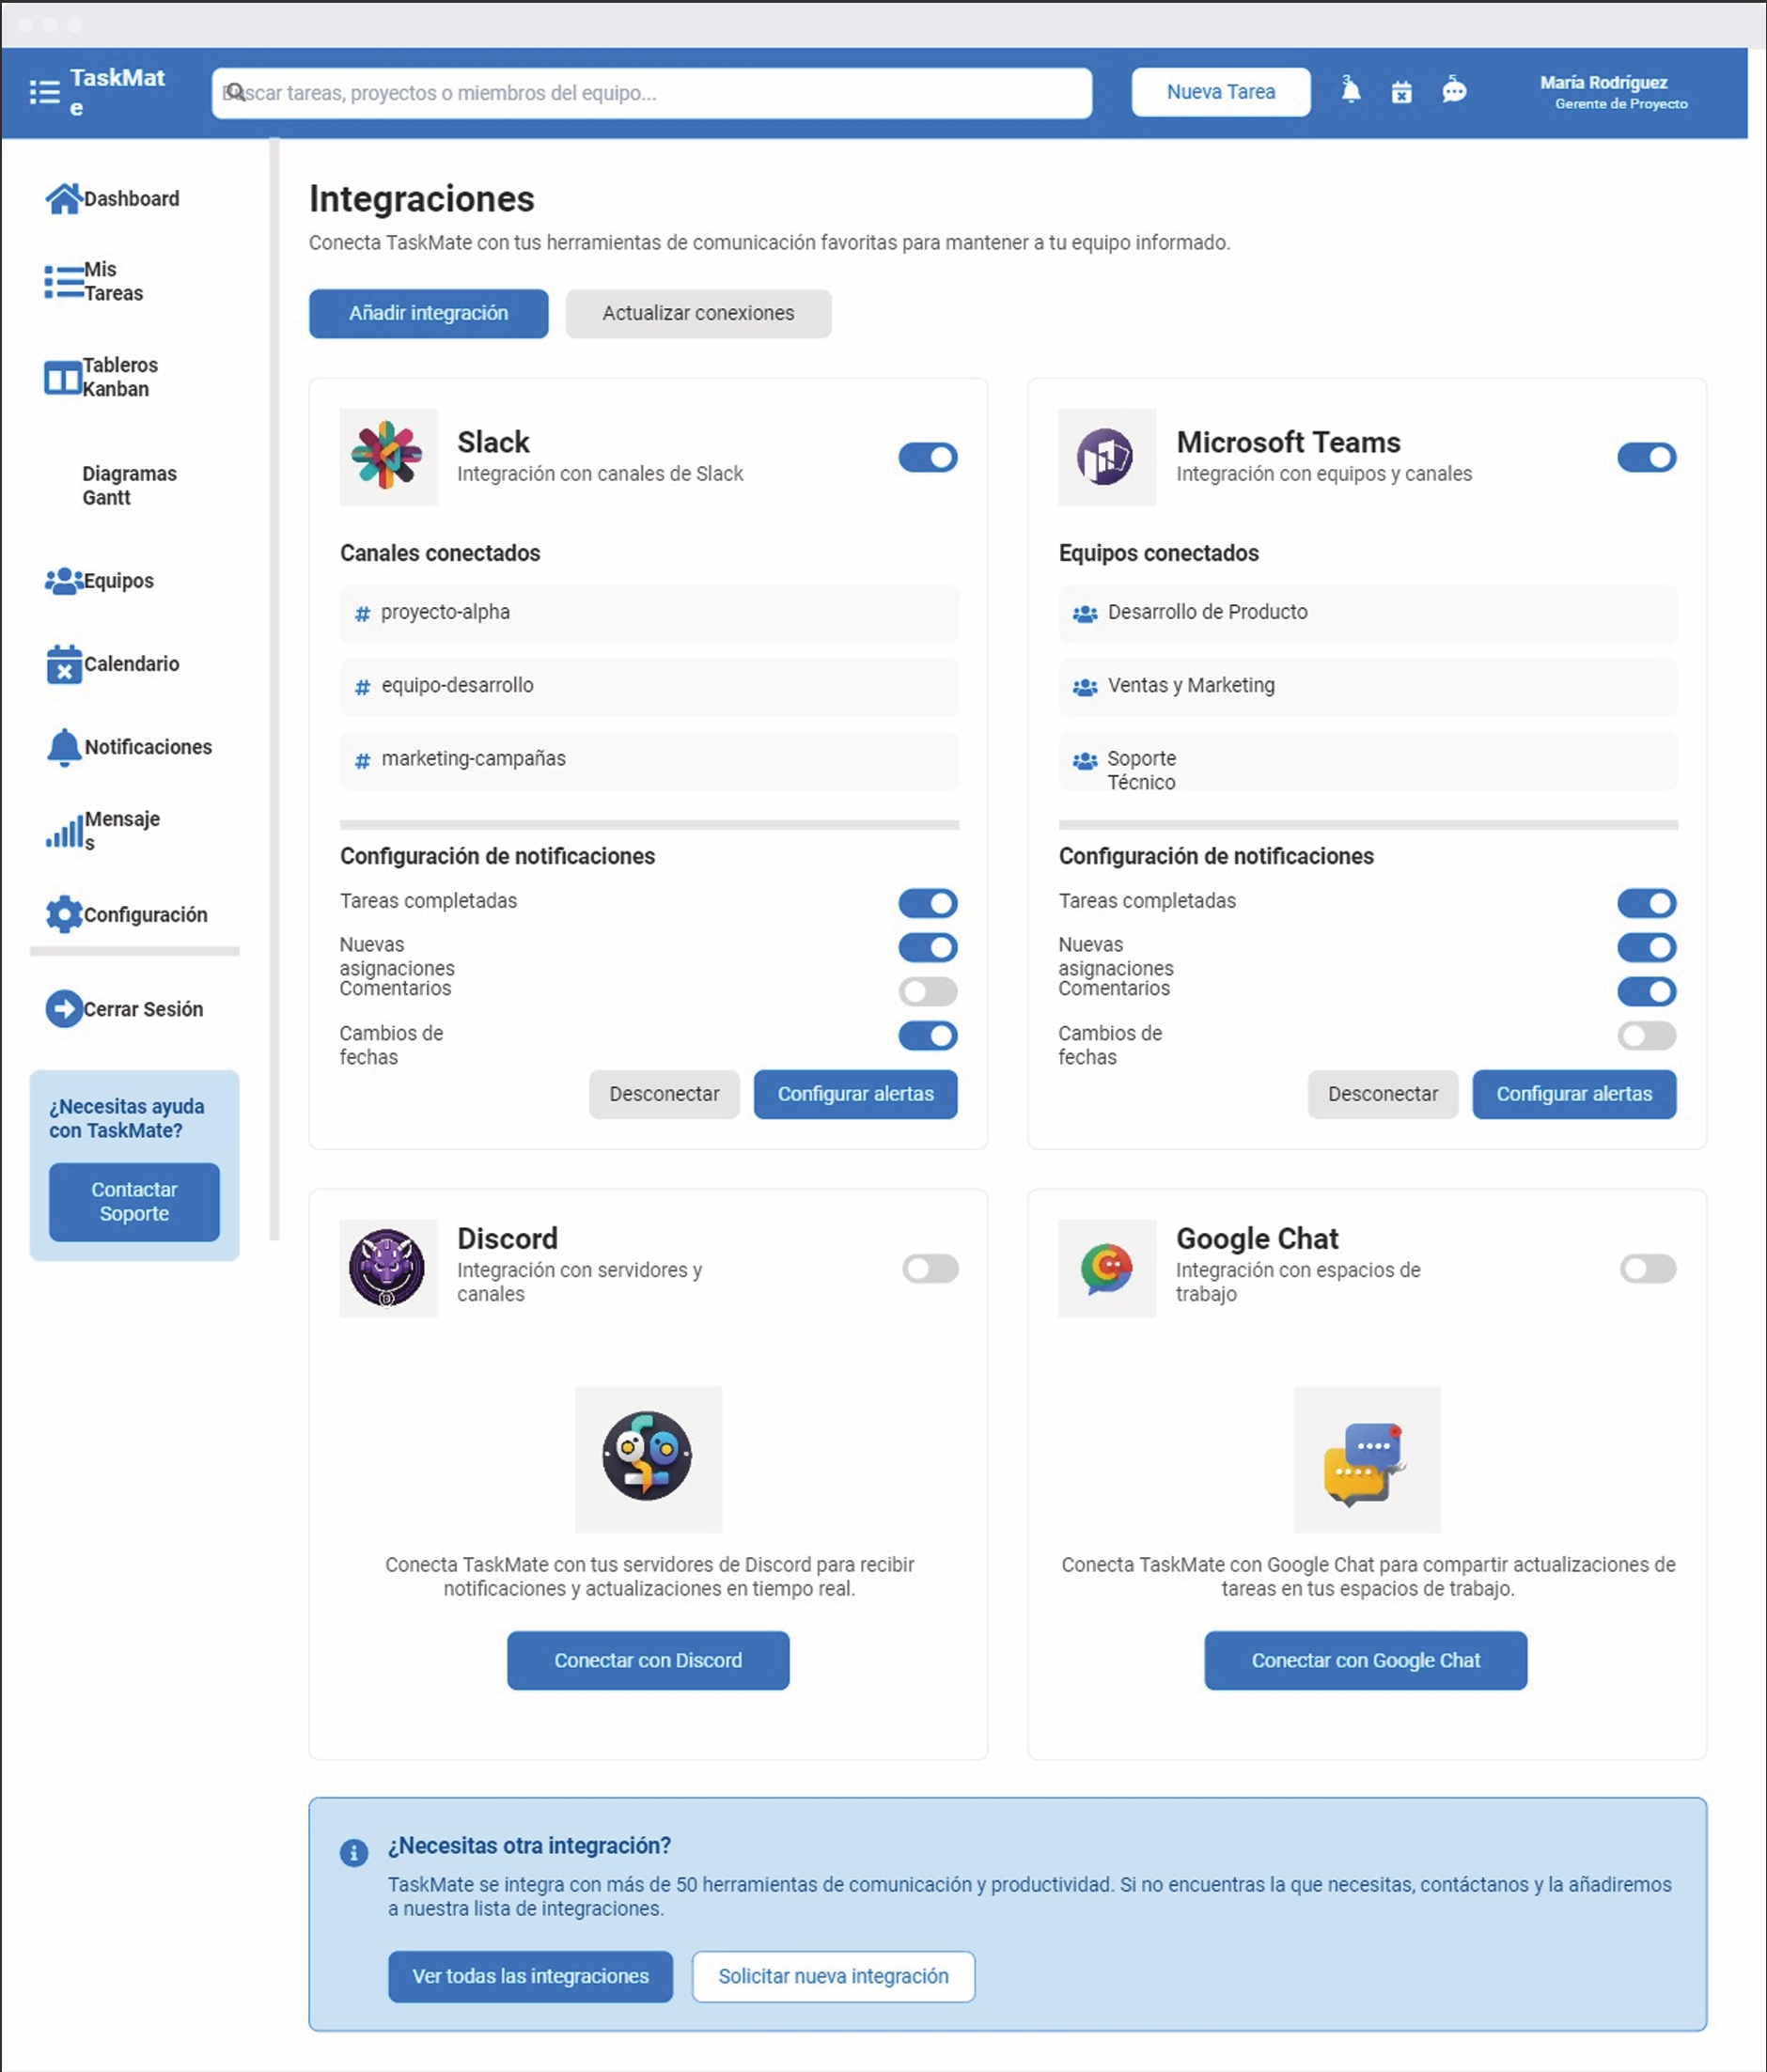 TaskMat
e
Buscar tareas, proyectos o miembros del equipo...
Nueva Tarea
3
5
María Rodríguez
Gerente de Proyecto
Dashboard
Mis
Tareas
Tableros
Kanban
Diagramas
Gantt
Equipos
Calendario
Notificaciones
Mensaje
s
Configuración
Cerrar Sesión
¿Necesitas ayuda
con TaskMate?
Contactar
Soporte
Integraciones
Conecta TaskMate con tus herramientas de comunicación favoritas para mantener a tu equipo informado.
Añadir integración
Actualizar conexiones
Slack
Integración con canales de Slack
Canales conectados
# proyecto-alpha
# equipo-desarrollo
# marketing-campañas
Configuración de notificaciones
Tareas completadas
Nuevas
asignaciones
Comentarios
Cambios de
fechas
Desconectar
Configurar alertas
Microsoft Teams
Integración con equipos y canales
Equipos conectados
Desarrollo de Producto
Ventas y Marketing
Soporte
Técnico
Configuración de notificaciones
Tareas completadas
Nuevas
asignaciones
Comentarios
Cambios de
fechas
Desconectar
Configurar alertas
Discord
Integración con servidores y
canales
Conecta TaskMate con tus servidores de Discord para recibir
notificaciones y actualizaciones en tiempo real.
Conectar con Discord
Google Chat
Integración con espacios de
trabajo
Conecta TaskMate con Google Chat para compartir actualizaciones de
tareas en tus espacios de trabajo.
Conectar con Google Chat
¿Necesitas otra integración?
TaskMate se integra con más de 50 herramientas de comunicación y productividad. Si no encuentras la que necesitas, contáctanos y la añadiremos
a nuestra lista de integraciones.
Ver todas las integraciones
Solicitar nueva integración